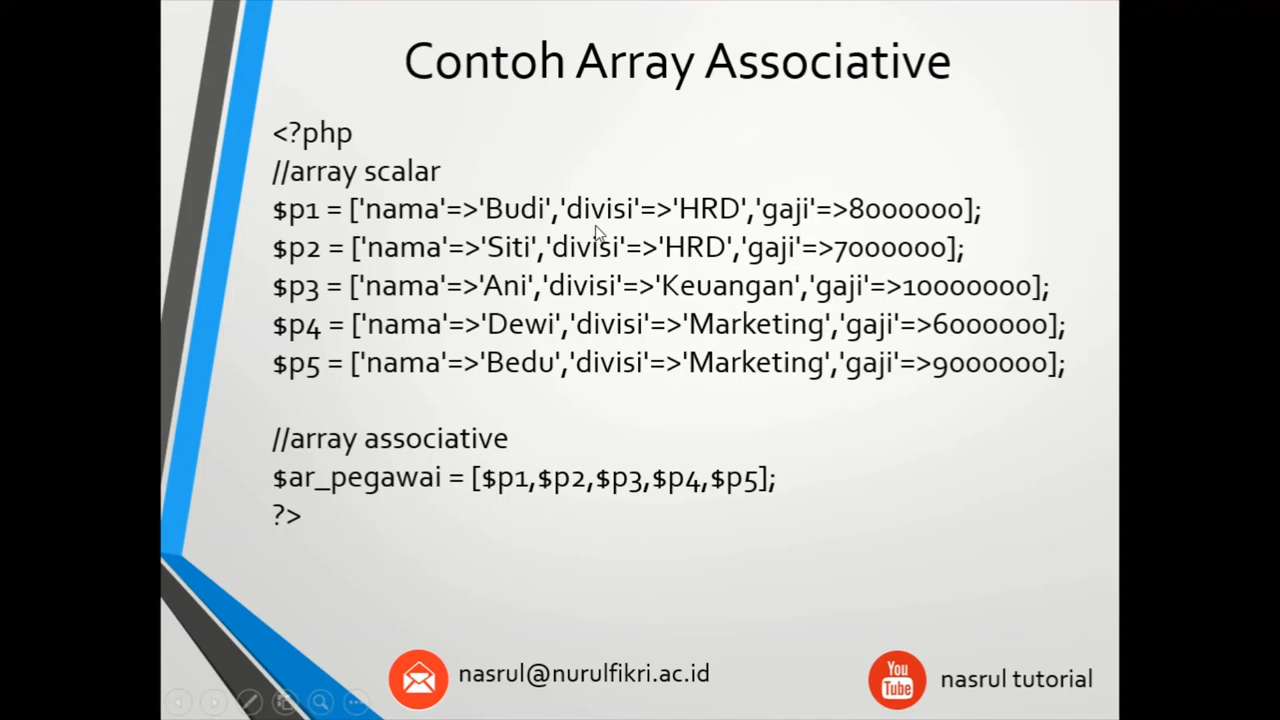 Contoh Array Associative
<?php
//array scalar
$p1 = ['nama'=>'Budi','divisi'=>'HRD','gaji'=>8000000];
$p2 = ['nama'=>'Siti','divisi'=>'HRD','gaji'=>7000000];
$p3 = ['nama'=>'Ani','divisi'=>'Keuangan','gaji'=>10000000];
$p4 = ['nama'=>'Dewi','divisi'=>'Marketing','gaji'=>6000000];
$p5 = ['nama'=>'Bedu','divisi'=>'Marketing','gaji'=>9000000];
//array associative
$ar_pegawai = [$p1,$p2,$p3,$p4,$p5];
?>
nasrul@nurulfikri.ac.id
You
Tube
nasrul tutorial